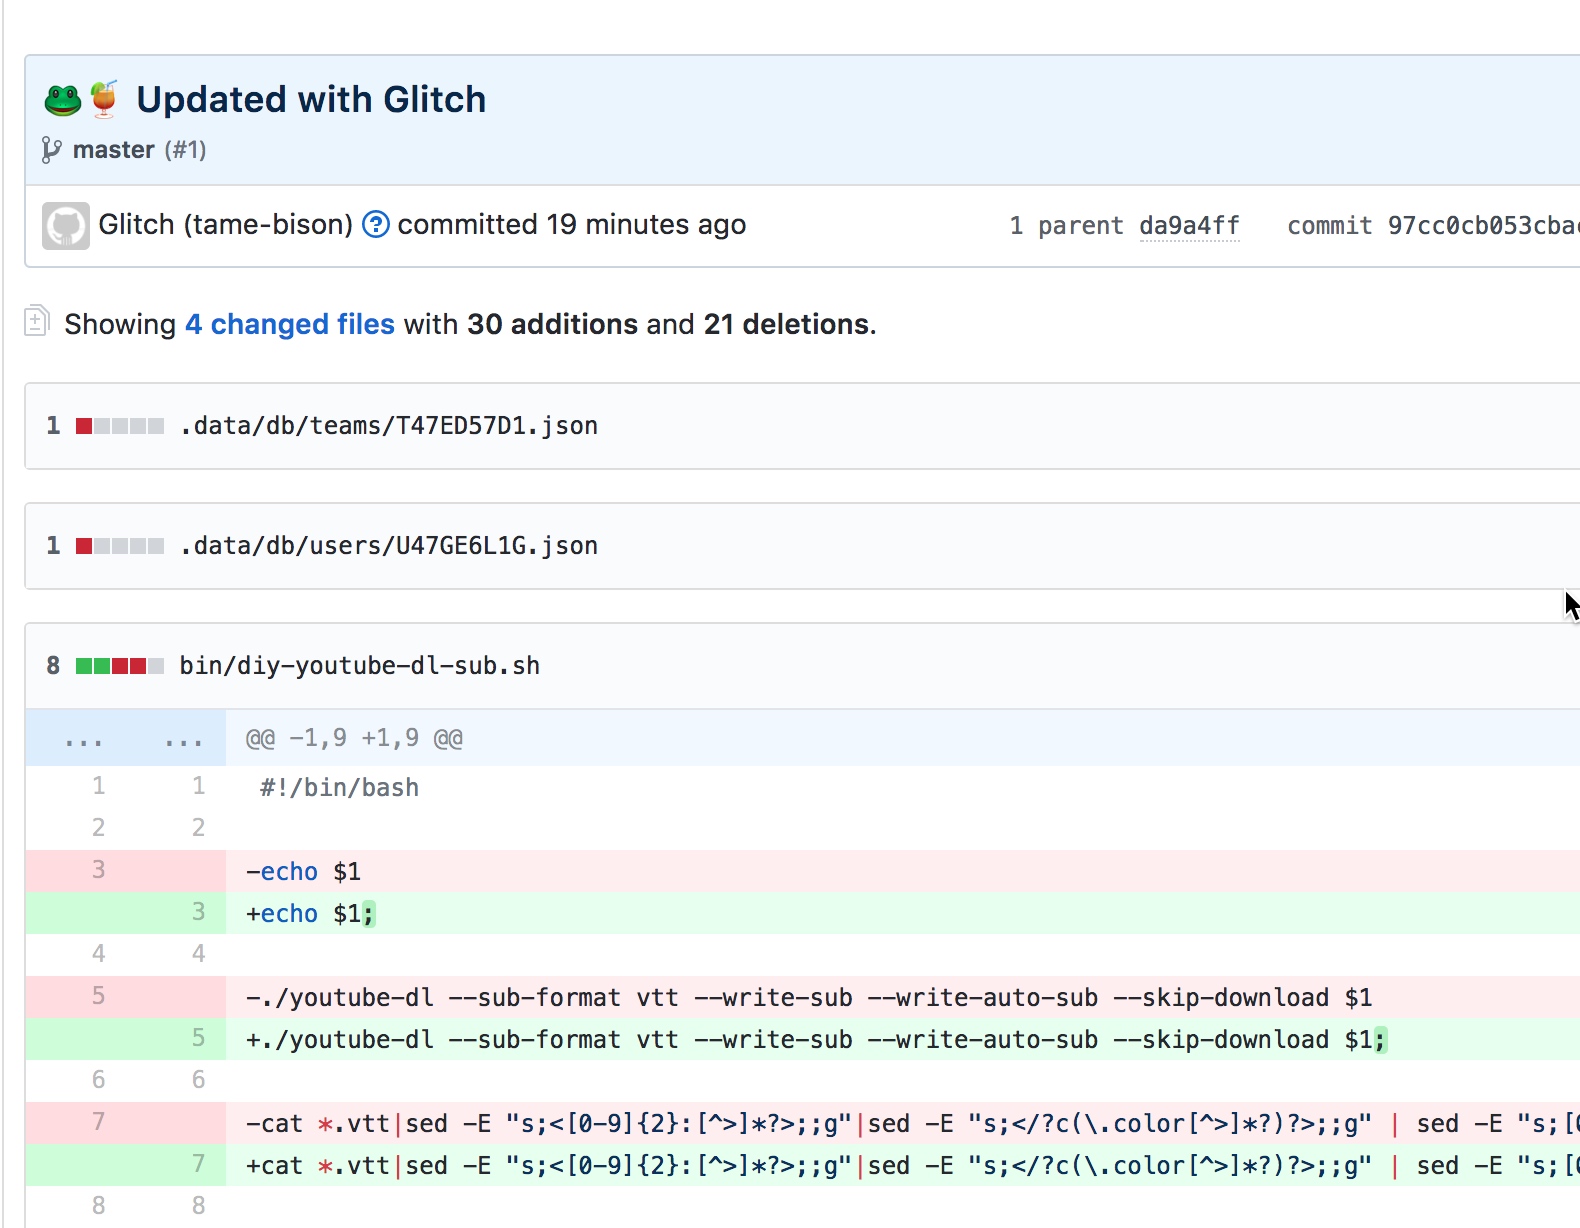 🐸🍹 Updated with Glitch
master (#1)
Glitch (tame-bison) ? committed 19 minutes ago 1 parent da9a4ff commit 97cc0cb053cba
Showing 4 changed files with 30 additions and 21 deletions.
1 .data/db/teams/T47ED57D1.json
1 .data/db/users/U47GE6L1G.json
8 bin/diy-youtube-dl-sub.sh
... ... @@ -1,9 +1,9 @@
1 1 #!/bin/bash
2 2
3 -echo $1
3 +echo $1;
4 4
5 -./youtube-dl --sub-format vtt --write-sub --write-auto-sub --skip-download $1
5 +./youtube-dl --sub-format vtt --write-sub --write-auto-sub --skip-download $1;
6 6
7 -cat *.vtt|sed -E "s;<[0-9]{2}:[^>]*?>;;g"|sed -E "s;</?c(\.color[^>]*?)?>;;g" | sed -E "s;[
7 +cat *.vtt|sed -E "s;<[0-9]{2}:[^>]*?>;;g"|sed -E "s;</?c(\.color[^>]*?)?>;;g" | sed -E "s;[
8 8